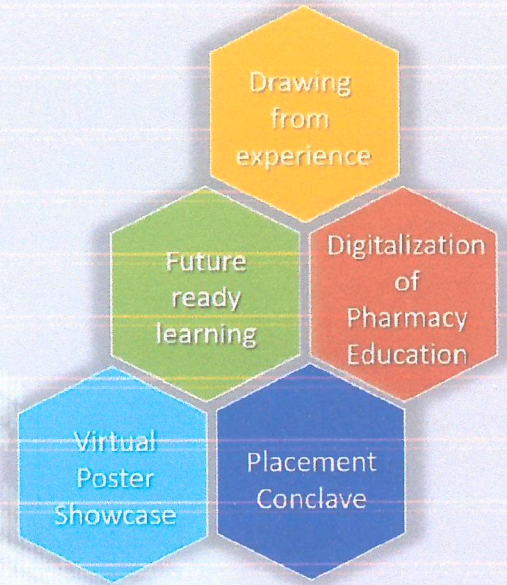 Drawing
from
experience
Future
ready
learning
Digitalization
of
Pharmacy
Education
Virtual
Poster
Showcase
Placement
Conclave